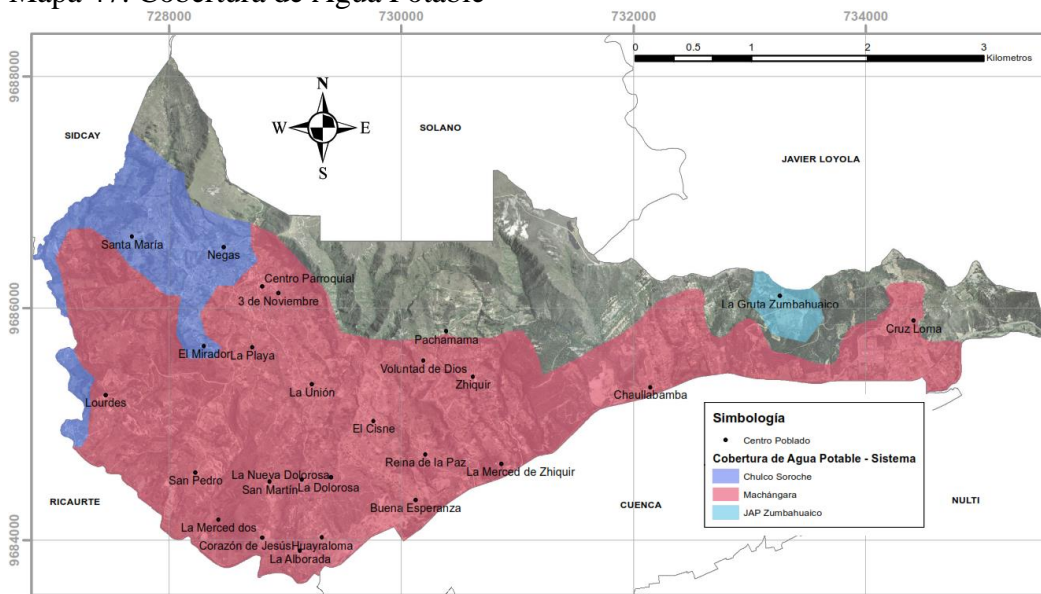 Mapa 47. Cobertura de Agua Potable
728000
730000
732000
734000
0
0.5
1
2
3
Kilometros
9688000
9686000
9684000
N
W
E
S
SIDCAY
SOLANO
JAVIER LOYOLA
Santa María
Negas
Centro Parroquial
3 de Noviembre
La Gruta Zumbahuaico
Cruz Loma
Pachamama
El Mirador
La Playa
Voluntad de Dios
Zhiquir
La Unión
Chaullabamba
Lourdes
El Cisne
Reina de la Paz
La Merced de Zhiquir
San Pedro
La Nueva Dolorosa
San Martín
La Dolorosa
Buena Esperanza
La Merced dos
Corazón de Jesús
Huayraloma
La Alborada
RICAURTE
CUENCA
NULTI
Simbología
Centro Poblado
Cobertura de Agua Potable - Sistema
Chulco Soroche
Machángara
JAP Zumbahuaico